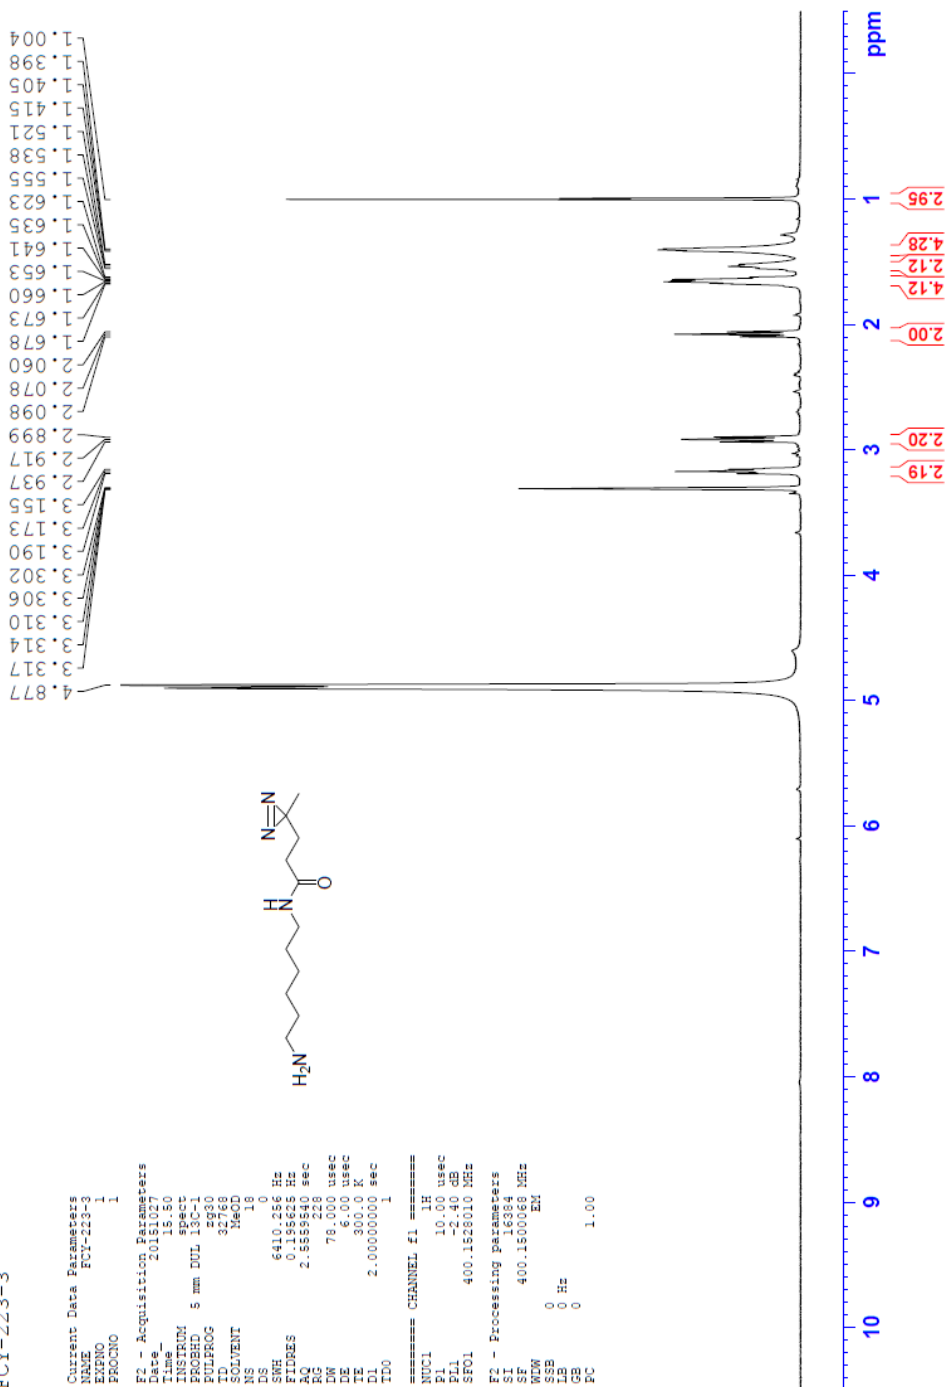 FCY-223-3
Current Data Parameters
NAME FCY-223-3
EXPNO 1
PROCNO 1
F2 - Acquisition Parameters
Date_ 20151027
Time 15.50
INSTRUM spect
PROBHD 5 mm DUL 13C-1
PULPROG zg30
TD 32768
SOLVENT MeOD
NS 18
DS 0
SWH 6410.256 Hz
FIDRES 0.195625 Hz
AQ 2.5559540 sec
RG 228
DW 78.000 usec
DE 6.00 usec
TE 300.0 K
D1 2.00000000 sec
TD0 1
======== CHANNEL f1 ========
NUC1 1H
P1 10.00 usec
PL1 -2.40 dB
SFO1 400.1528010 MHz
F2 - Processing parameters
SI 16384
SF 400.1500068 MHz
WDW EM
SSB 0
LB 0 Hz
GB 0
PC 1.00
H2N
H
N
O
N=N
4.877
3.317
3.314
3.310
3.306
3.302
3.190
3.173
3.155
2.937
2.917
2.899
2.098
2.078
2.060
1.678
1.673
1.660
1.653
1.641
1.635
1.623
1.555
1.538
1.521
1.415
1.405
1.398
1.004
10 9 8 7 6 5 4 3 2 1 ppm
2.19
2.20
2.00
4.12
2.12
4.28
2.95